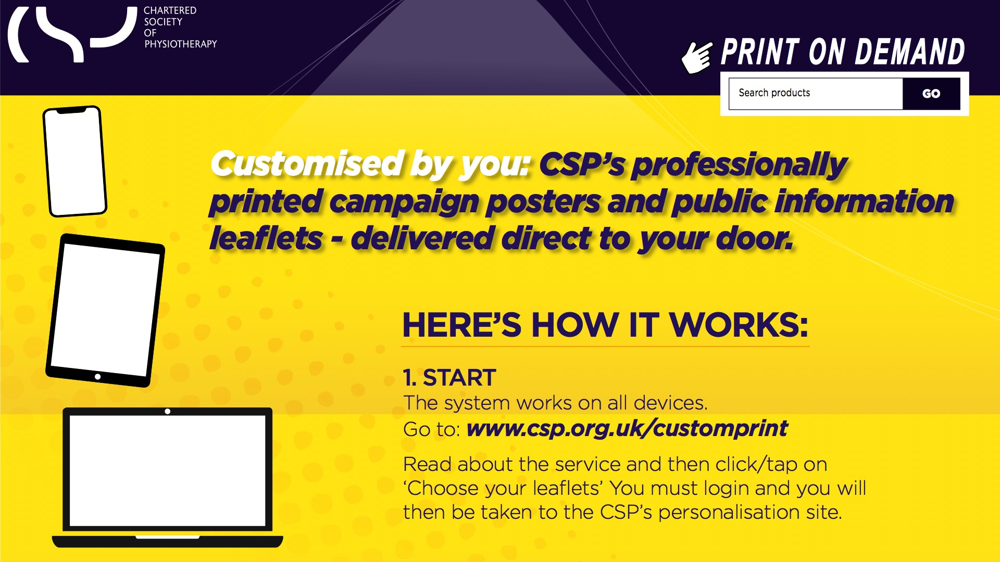 CHARTERED
SOCIETY
OF
PHYSIOTHERAPY
PRINT ON DEMAND
Search products
GO
Customised by you: CSP’s professionally
printed campaign posters and public information
leaflets - delivered direct to your door.
HERE’S HOW IT WORKS:
1. START
The system works on all devices.
Go to: www.csp.org.uk/customprint
Read about the service and then click/tap on
‘Choose your leaflets’ You must login and you will
then be taken to the CSP’s personalisation site.